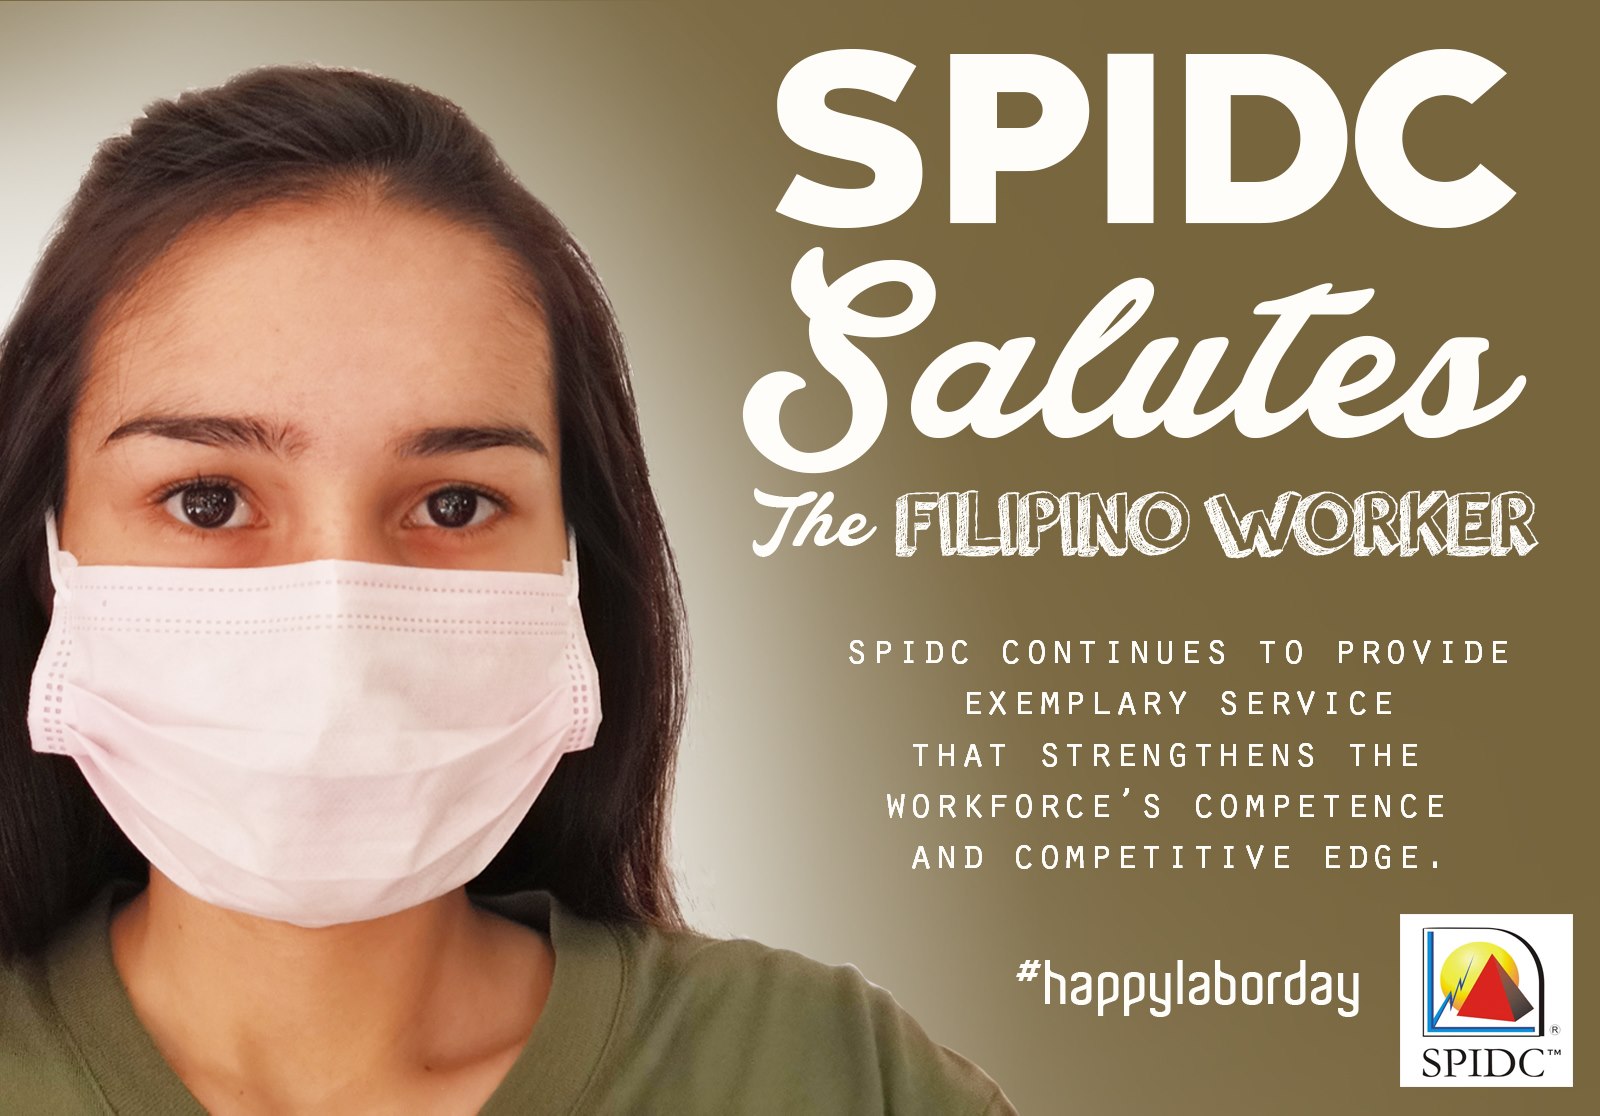 SPIDC
Salutes
The FILIPINO WORKER
SPIDC CONTINUES TO PROVIDE
EXEMPLARY SERVICE
THAT STRENGTHENS THE
WORKFORCE’S COMPETENCE
AND COMPETITIVE EDGE.
#happylaborday
®
SPIDC™